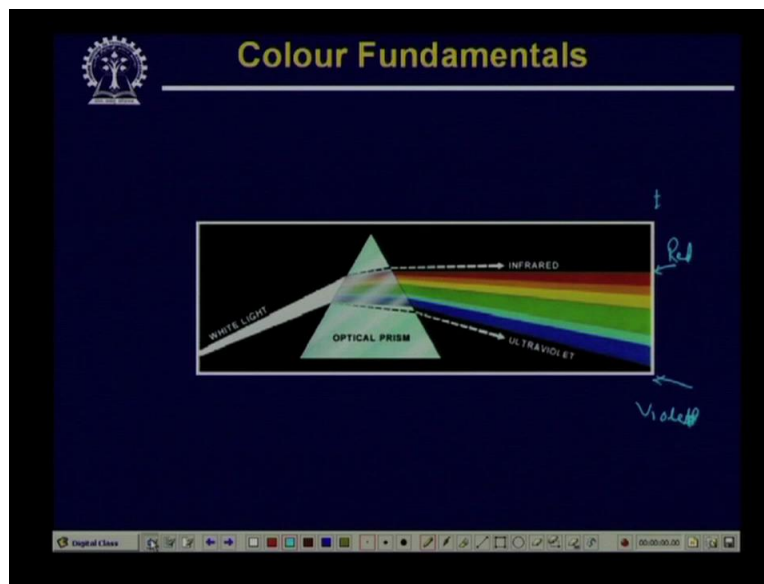 Colour Fundamentals
Red
INFRARED
WHITE LIGHT
OPTICAL PRISM
ULTRAVIOLET
Violet
Digital Class
00:00:00.00